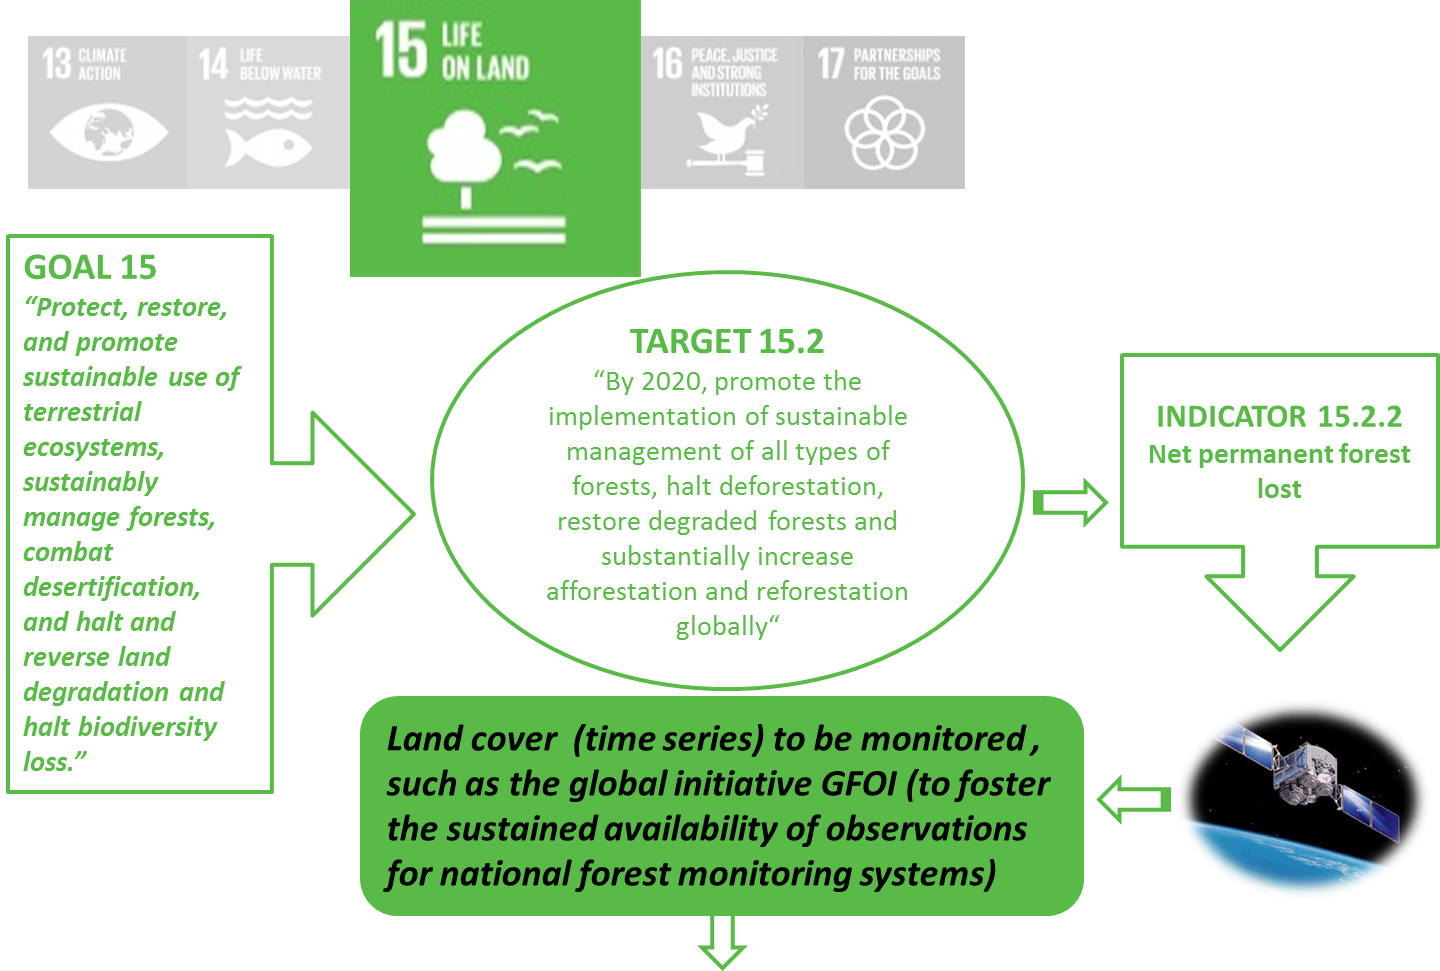 13 CLIMATE
ACTION
14 LIFE
BELOW WATER
15 LIFE
ON LAND
16 PEACE, JUSTICE
AND STRONG
INSTITUTIONS
17 PARTNERSHIPS
FOR THE GOALS
GOAL 15
“Protect, restore,
and promote
sustainable use of
terrestrial
ecosystems,
sustainably
manage forests,
combat
desertification,
and halt and
reverse land
degradation and
halt biodiversity
loss.”
TARGET 15.2
“By 2020, promote the
implementation of sustainable
management of all types of
forests, halt deforestation,
restore degraded forests and
substantially increase
afforestation and reforestation
globally“
INDICATOR 15.2.2
Net permanent forest
lost
Land cover (time series) to be monitored ,
such as the global initiative GFOI (to foster
the sustained availability of observations
for national forest monitoring systems)